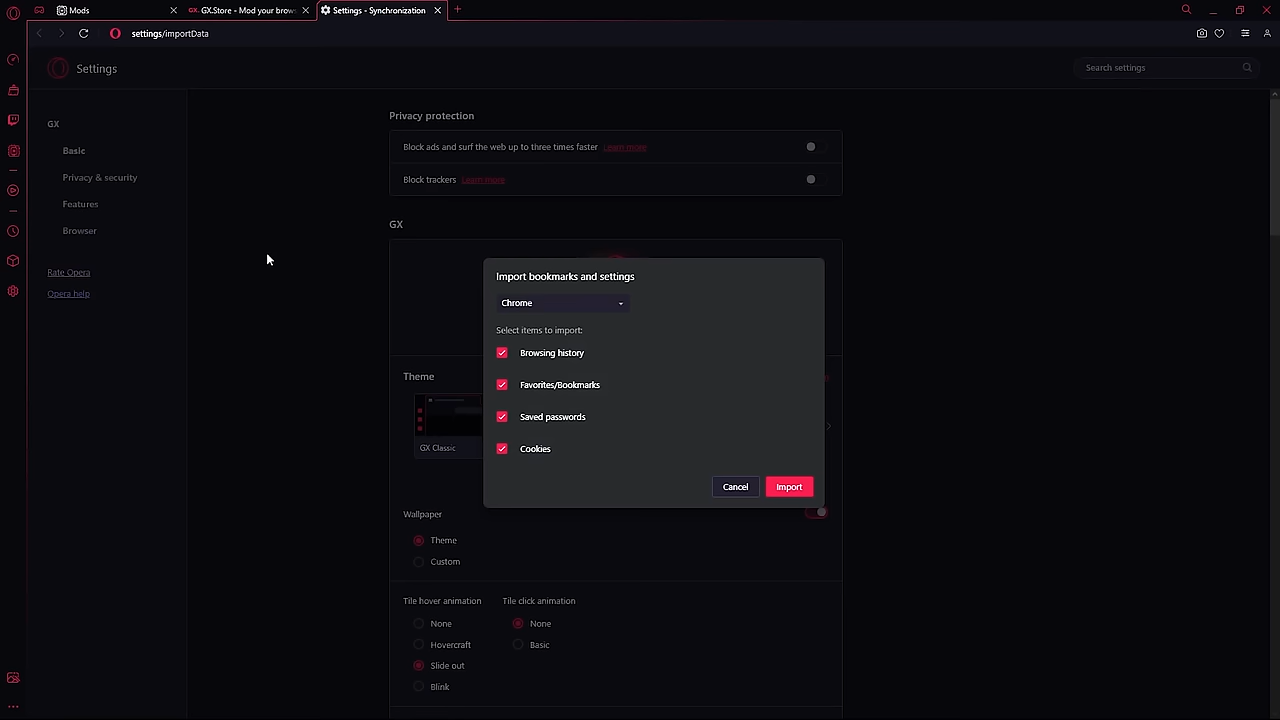 Mods
GX.Store - Mod your brows
Settings - Synchronization
settings/importData
Settings
Search settings
GX
Basic
Privacy & security
Features
Browser
Rate Opera
Opera help
Privacy protection
Block ads and surf the web up to three times faster Learn more
Block trackers Learn more
GX
Import bookmarks and settings
Chrome
Select items to import:
Browsing history
Favorites/Bookmarks
Saved passwords
Cookies
Cancel
Import
Theme
GX Classic
Wallpaper
Theme
Custom
Tile hover animation
None
Hovercraft
Slide out
Blink
Tile click animation
None
Basic